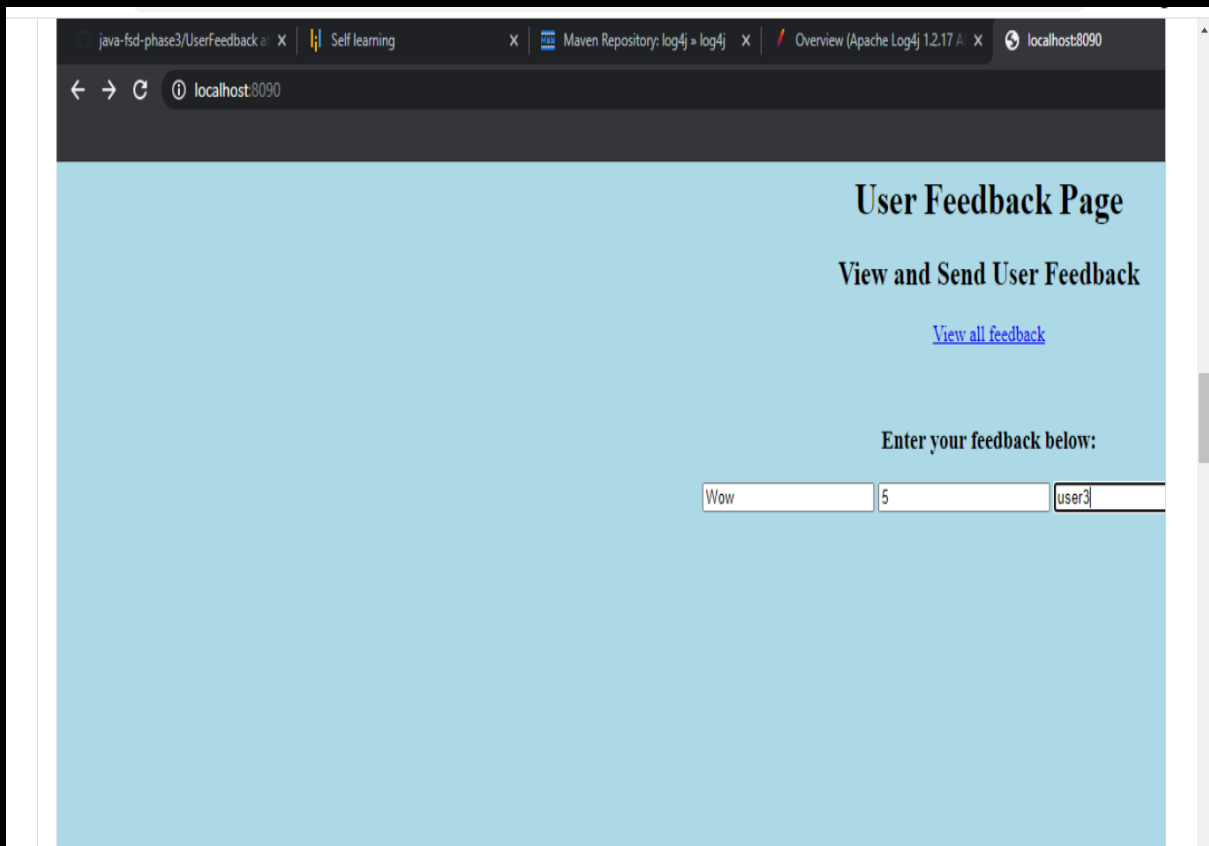 java-fsd-phase3/UserFeedback a Self learning Maven Repository: log4j » log4j Overview (Apache Log4j 1.2.17 A localhost:8090
localhost:8090
User Feedback Page
View and Send User Feedback
View all feedback
Enter your feedback below:
Wow 5 user3